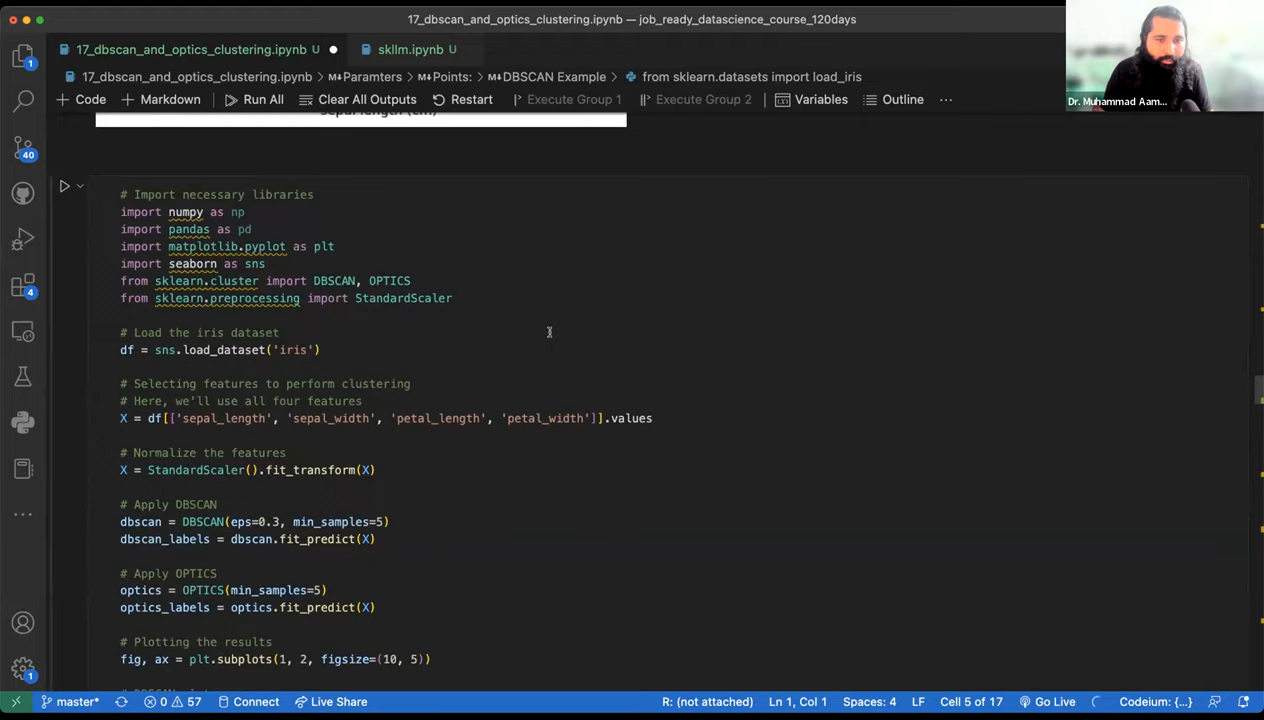 17_dbscan_and_optics_clustering.ipynb — job_ready_datascience_course_120days
17_dbscan_and_optics_clustering.ipynb U
skllm.ipynb U
17_dbscan_and_optics_clustering.ipynb > M↓Paramters > M↓Points: > M↓DBSCAN Example > from sklearn.datasets import load_iris
+ Code + Markdown Run All Clear All Outputs Restart Execute Group 1 Execute Group 2 Variables Outline ...
Dr. Muhammad Aam...
sepal length (cm)
# Import necessary libraries
import numpy as np
import pandas as pd
import matplotlib.pyplot as plt
import seaborn as sns
from sklearn.cluster import DBSCAN, OPTICS
from sklearn.preprocessing import StandardScaler
# Load the iris dataset
df = sns.load_dataset('iris')
# Selecting features to perform clustering
# Here, we'll use all four features
X = df[['sepal_length', 'sepal_width', 'petal_length', 'petal_width']].values
# Normalize the features
X = StandardScaler().fit_transform(X)
# Apply DBSCAN
dbscan = DBSCAN(eps=0.3, min_samples=5)
dbscan_labels = dbscan.fit_predict(X)
# Apply OPTICS
optics = OPTICS(min_samples=5)
optics_labels = optics.fit_predict(X)
# Plotting the results
fig, ax = plt.subplots(1, 2, figsize=(10, 5))
1
40
4
1
master* 0 57 Connect Live Share R: (not attached) Ln 1, Col 1 Spaces: 4 LF Cell 5 of 17 Go Live Codeium: {...}